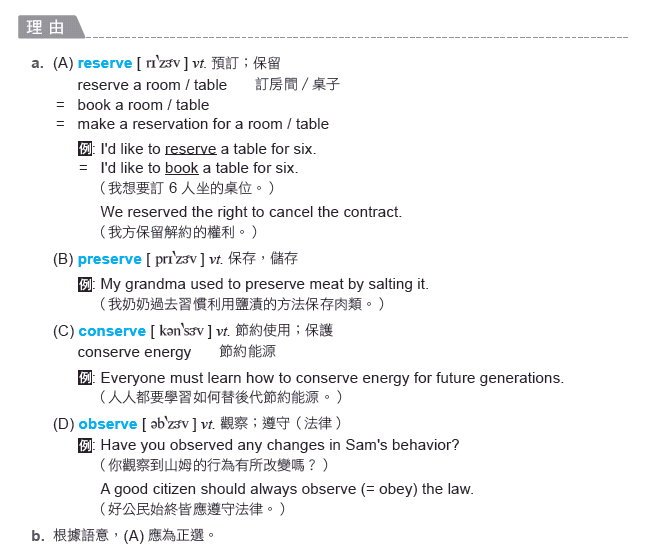 理由
a. (A) reserve [ rɪˋzɝv ] vt. 預訂；保留
reserve a room / table 訂房間 / 桌子
= book a room / table
= make a reservation for a room / table
例: I'd like to reserve a table for six.
= I'd like to book a table for six.
（我想要訂 6 人坐的桌位。）
We reserved the right to cancel the contract.
（我方保留解約的權利。）
(B) preserve [ prɪˋzɝv ] vt. 保存，儲存
例: My grandma used to preserve meat by salting it.
（我奶奶過去習慣利用鹽漬的方法保存肉類。）
(C) conserve [ kənˋsɝv ] vt. 節約使用；保護
conserve energy 節約能源
例: Everyone must learn how to conserve energy for future generations.
（人人都要學習如何替後代節約能源。）
(D) observe [ əbˋzɝv ] vt. 觀察；遵守（法律）
例: Have you observed any changes in Sam's behavior?
（你觀察到山姆的行為有所改變嗎？）
A good citizen should always observe (= obey) the law.
（好公民始終皆應遵守法律。）
b. 根據語意，(A) 應為正選。